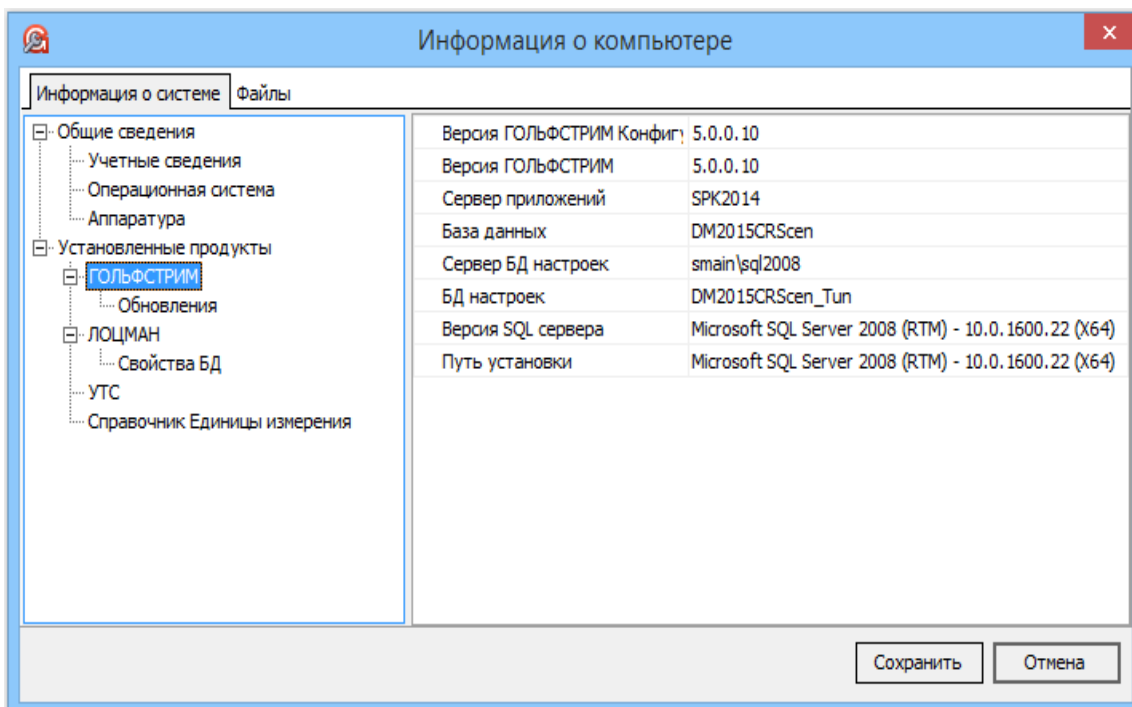 Информация о компьютере
Информация о системе Файлы
Общие сведения
Учетные сведения
Операционная система
Аппаратура
Установленные продукты
ГОЛЬФСТРИМ
Обновления
ЛОЦМАН
Свойства БД
УТС
Справочник Единицы измерения
Версия ГОЛЬФСТРИМ Конфигу 5.0.0.10
Версия ГОЛЬФСТРИМ 5.0.0.10
Сервер приложений SPK2014
База данных DM2015CRScen
Сервер БД настроек smain\sql2008
БД настроек DM2015CRScen_Tun
Версия SQL сервера Microsoft SQL Server 2008 (RTM) - 10.0.1600.22 (X64)
Путь установки Microsoft SQL Server 2008 (RTM) - 10.0.1600.22 (X64)
Сохранить Отмена